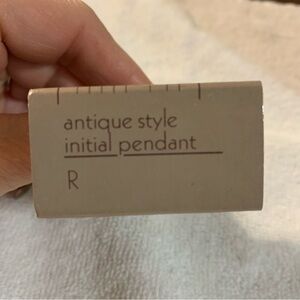 antique style
initial pendant
R